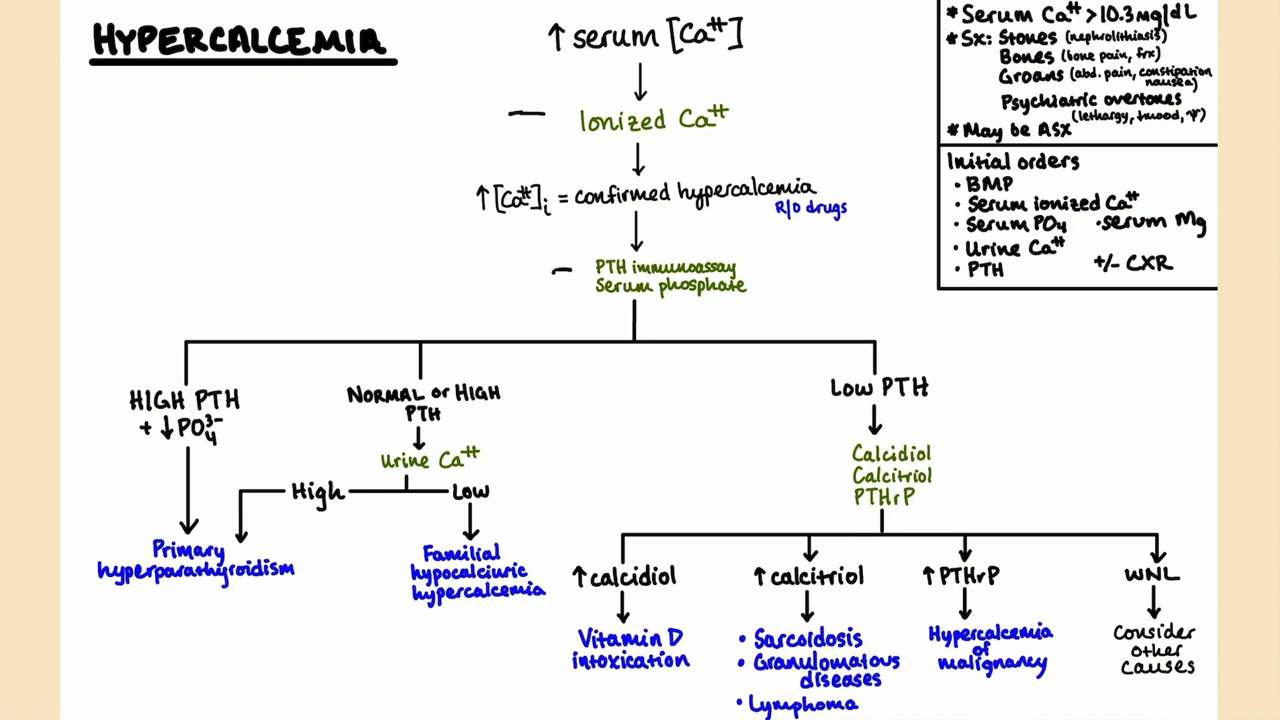 HYPERCALCEMIA
↑ serum [Ca⁺⁺]
Ionized Ca⁺⁺
↑[Ca⁺⁺]i = confirmed hypercalcemia
R/o drugs
PTH immunoassay
Serum phosphate
* Serum Ca⁺⁺ >10.3mg/dL
* Sx: Stones (nephrolithiasis)
Bones (bone pain, frx)
Groans (abd. pain, constipation
nausea)
Psychiatric overtones
(lethargy, ↓mood, Ψ)
* May be ASx
Initial orders
• BMP
• Serum ionized Ca⁺⁺
• Serum PO₄ • serum Mg
• Urine Ca⁺⁺
• PTH +/- CXR
HIGH PTH
+ ↓PO₄³⁻
Primary
hyperparathyroidism
NORMAL or HIGH
PTH
Urine Ca⁺⁺
High
Low
Familial
hypocalciuric
hypercalcemia
Low PTH
Calcidiol
Calcitriol
PTHrP
↑calcidiol
Vitamin D
intoxication
↑calcitriol
• Sarcoidosis
• Granulomatous
diseases
• Lymphoma
↑PTHrP
Hypercalcemia
of
malignancy
WNL
Consider
other
causes